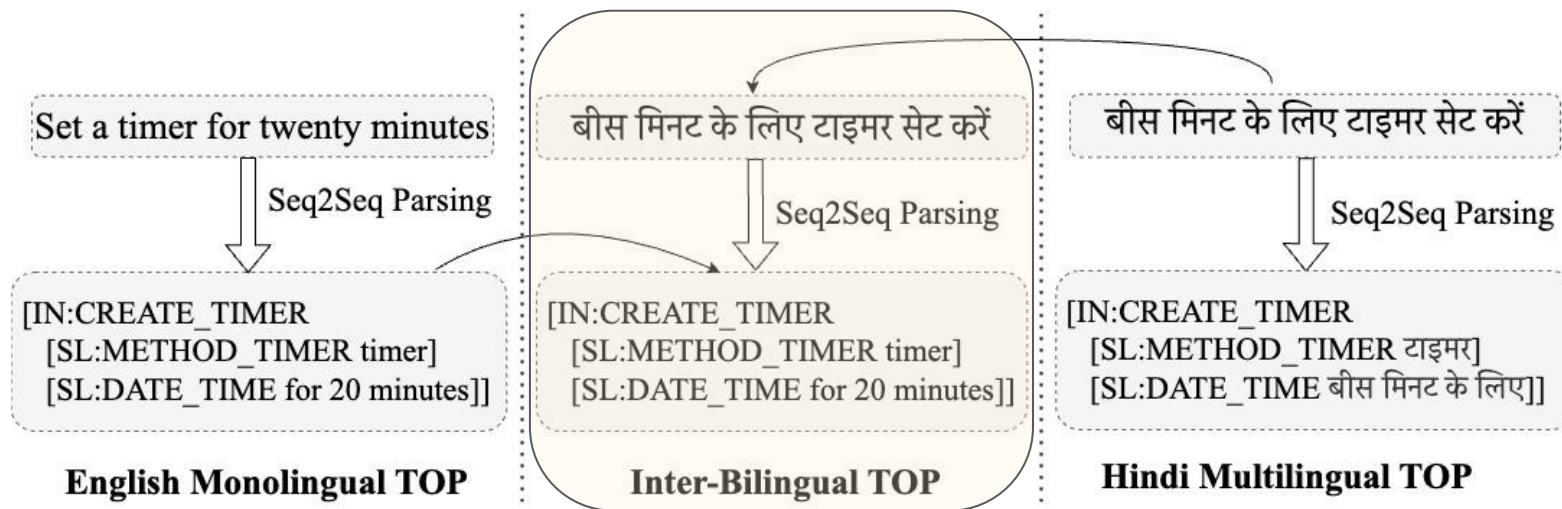 Set a timer for twenty minutes
Seq2Seq Parsing
[IN:CREATE_TIMER
[SL:METHOD_TIMER timer]
[SL:DATE_TIME for 20 minutes]]
English Monolingual TOP
बीस मिनट के लिए टाइमर सेट करें
Seq2Seq Parsing
[IN:CREATE_TIMER
[SL:METHOD_TIMER timer]
[SL:DATE_TIME for 20 minutes]]
Inter-Bilingual TOP
बीस मिनट के लिए टाइमर सेट करें
Seq2Seq Parsing
[IN:CREATE_TIMER
[SL:METHOD_TIMER टाइमर]
[SL:DATE_TIME बीस मिनट के लिए]]
Hindi Multilingual TOP